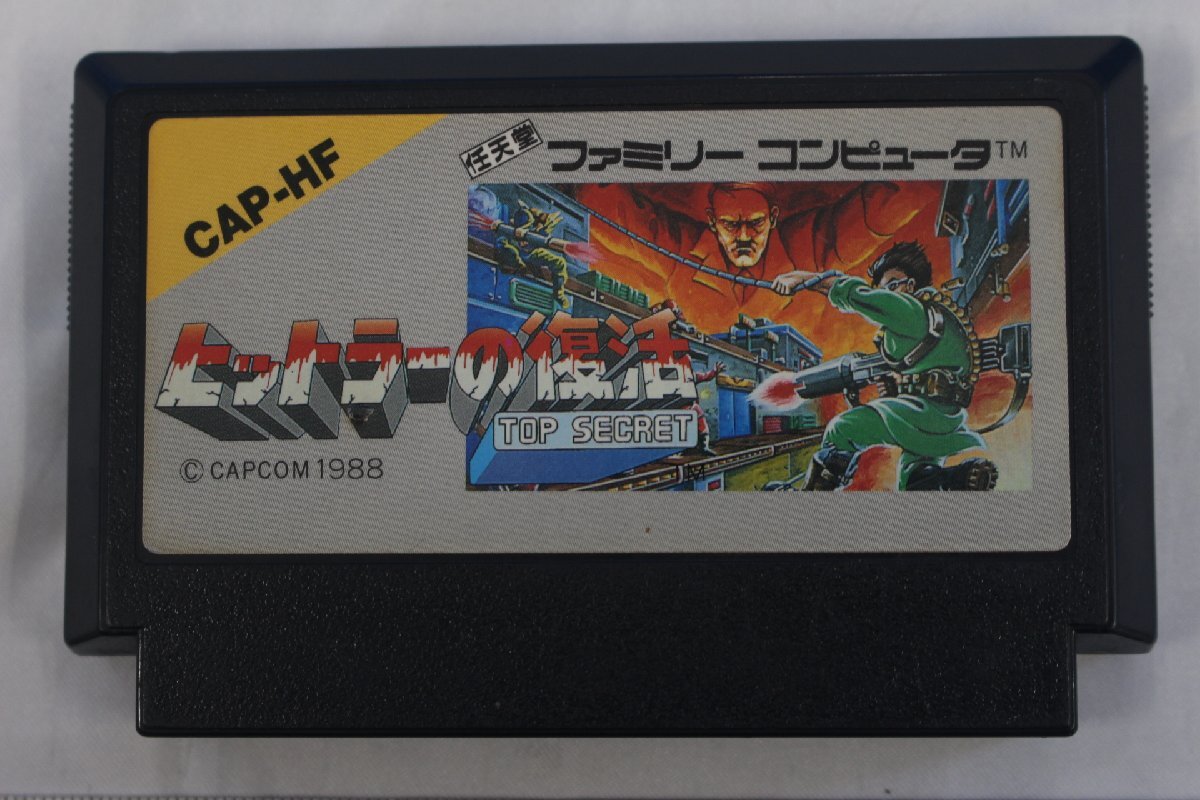 CAP-HF
任天堂 ファミリー コンピュータ™
ヒットラーの復活
TOP SECRET
© CAPCOM 1988